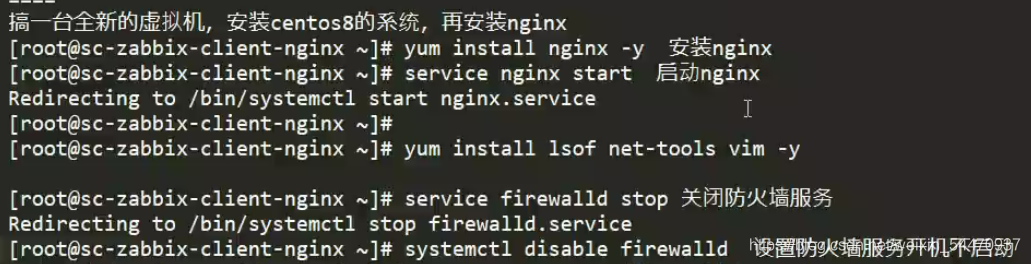 ====
搞一台全新的虚拟机，安装centos8的系统，再安装nginx
[root@sc-zabbix-client-nginx ~]# yum install nginx -y  安装nginx
[root@sc-zabbix-client-nginx ~]# service nginx start  启动nginx
Redirecting to /bin/systemctl start nginx.service
[root@sc-zabbix-client-nginx ~]#
[root@sc-zabbix-client-nginx ~]# yum install lsof net-tools vim -y
[root@sc-zabbix-client-nginx ~]# service firewalld stop 关闭防火墙服务
Redirecting to /bin/systemctl stop firewalld.service
[root@sc-zabbix-client-nginx ~]# systemctl disable firewalld  设置防火墙服务开机不启动